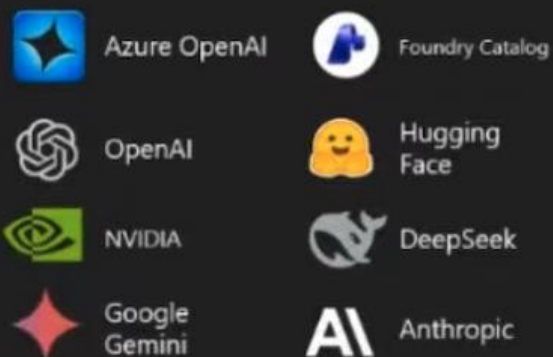 Azure OpenAI
Foundry Catalog
OpenAI
Hugging
Face
NVIDIA
DeepSeek
Google
Gemini
Anthropic